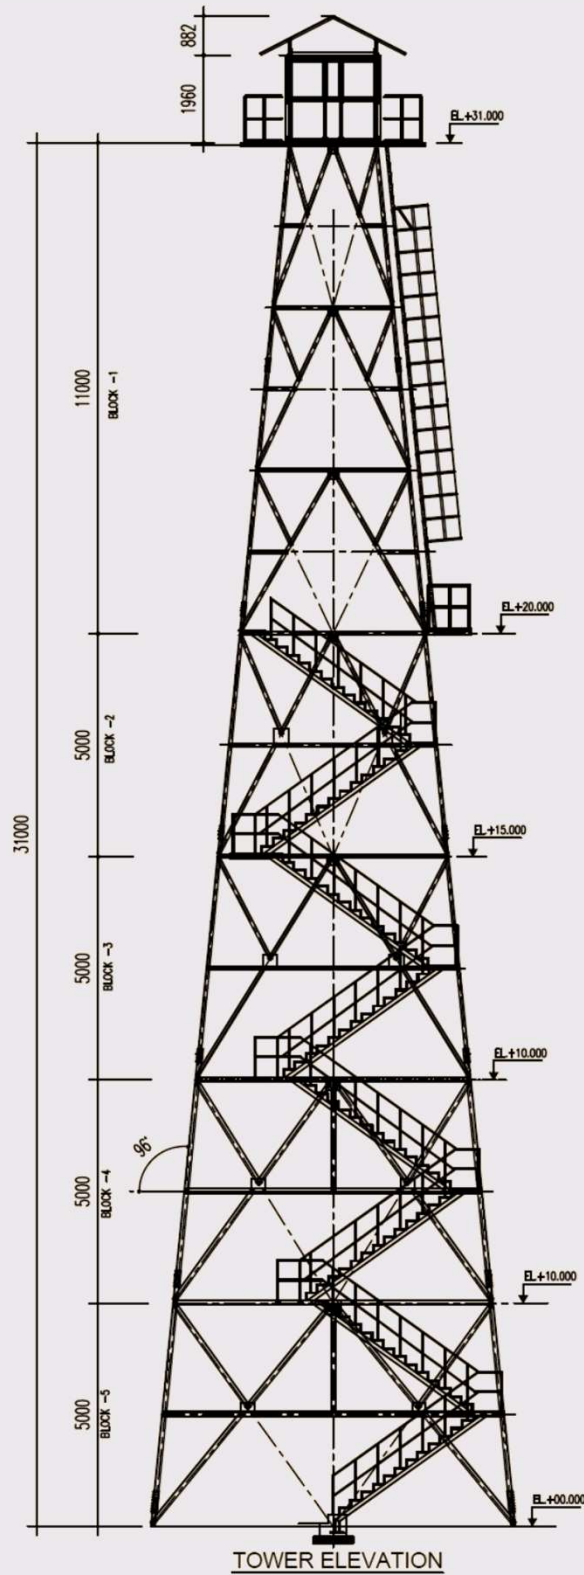 882
1960
EL+31.000
11000
BLOCK -1
EL+20.000
5000
BLOCK -2
31000
EL+15.000
5000
BLOCK -3
EL+10.000
96°
5000
BLOCK -4
EL+10.000
5000
BLOCK -5
EL+00.000
TOWER ELEVATION